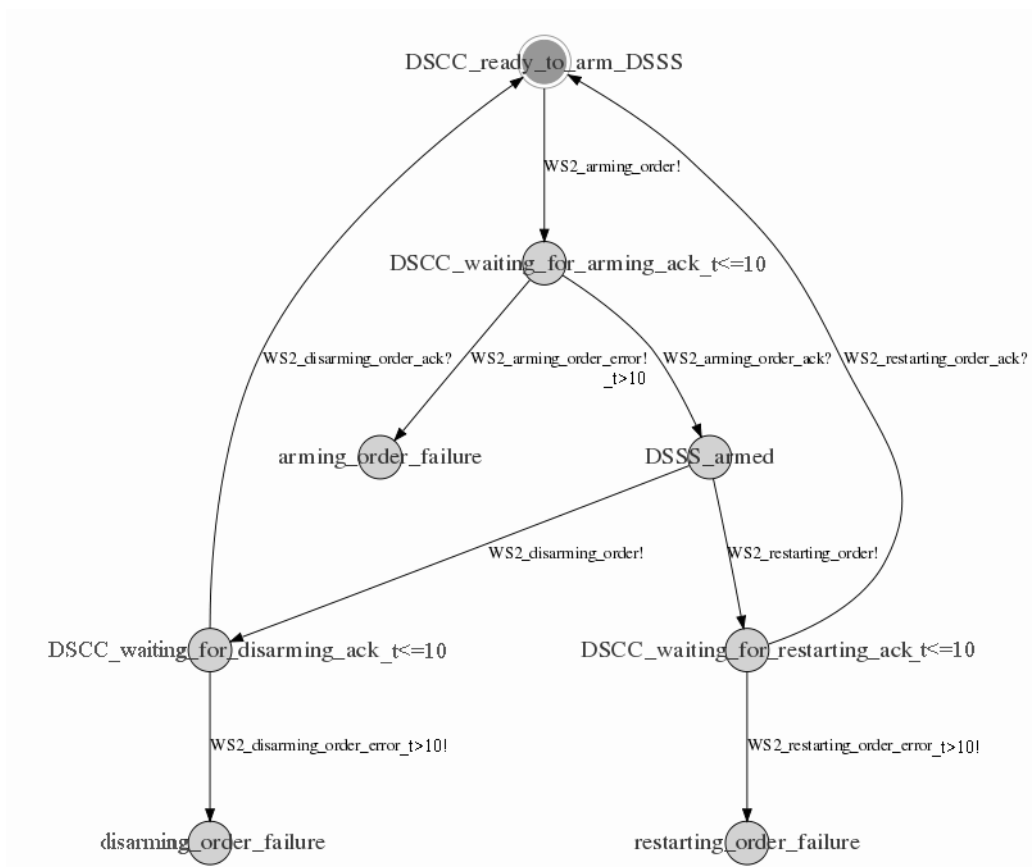 DSCC_ready_to_arm_DSSS
WS2_arming_order!
DSCC_waiting_for_arming_ack_t<=10
WS2_disarming_order_ack?
WS2_arming_order_error!
_t>10
WS2_arming_order_ack?
WS2_restarting_order_ack?
arming_order_failure
DSSS_armed
WS2_disarming_order!
WS2_restarting_order!
DSCC_waiting_for_disarming_ack_t<=10
DSCC_waiting_for_restarting_ack_t<=10
WS2_disarming_order_error_t>10!
WS2_restarting_order_error_t>10!
disarming_order_failure
restarting_order_failure